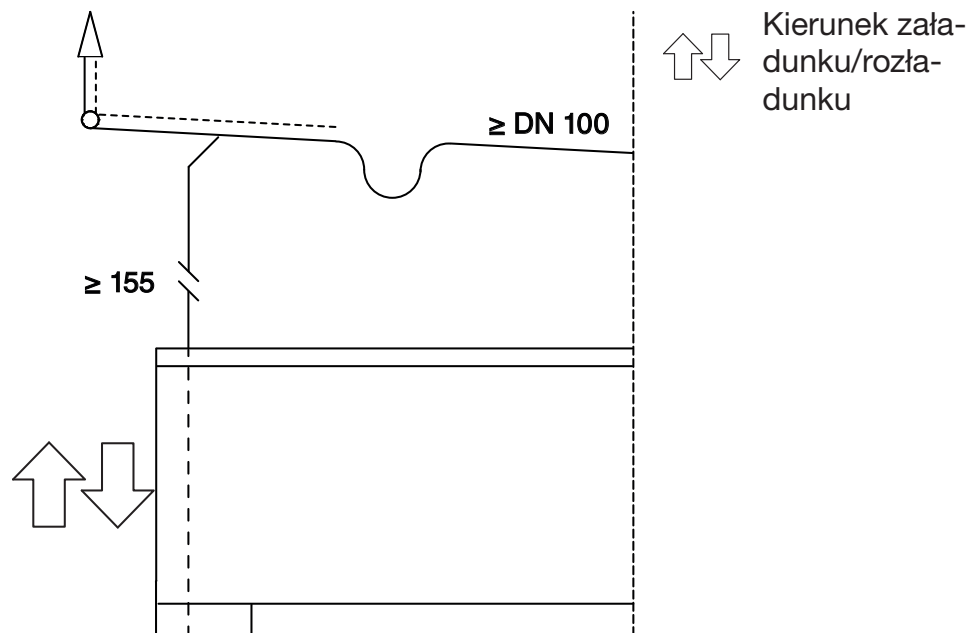 Kierunek zała-
dunku/rozła-
dunku
≥ DN 100
≥ 155